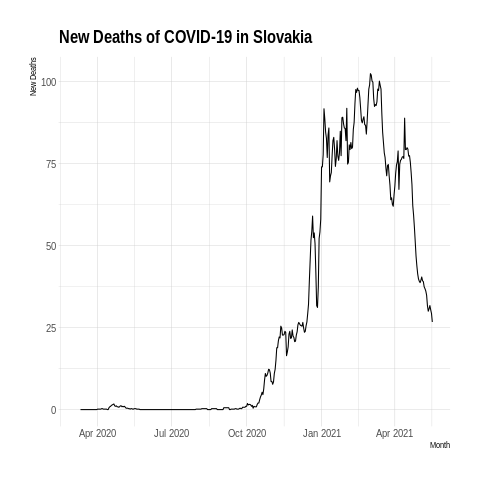 New Deaths of COVID-19 in Slovakia
New Deaths
100
75
50
25
0
Apr 2020 Jul 2020 Oct 2020 Jan 2021 Apr 2021
Month